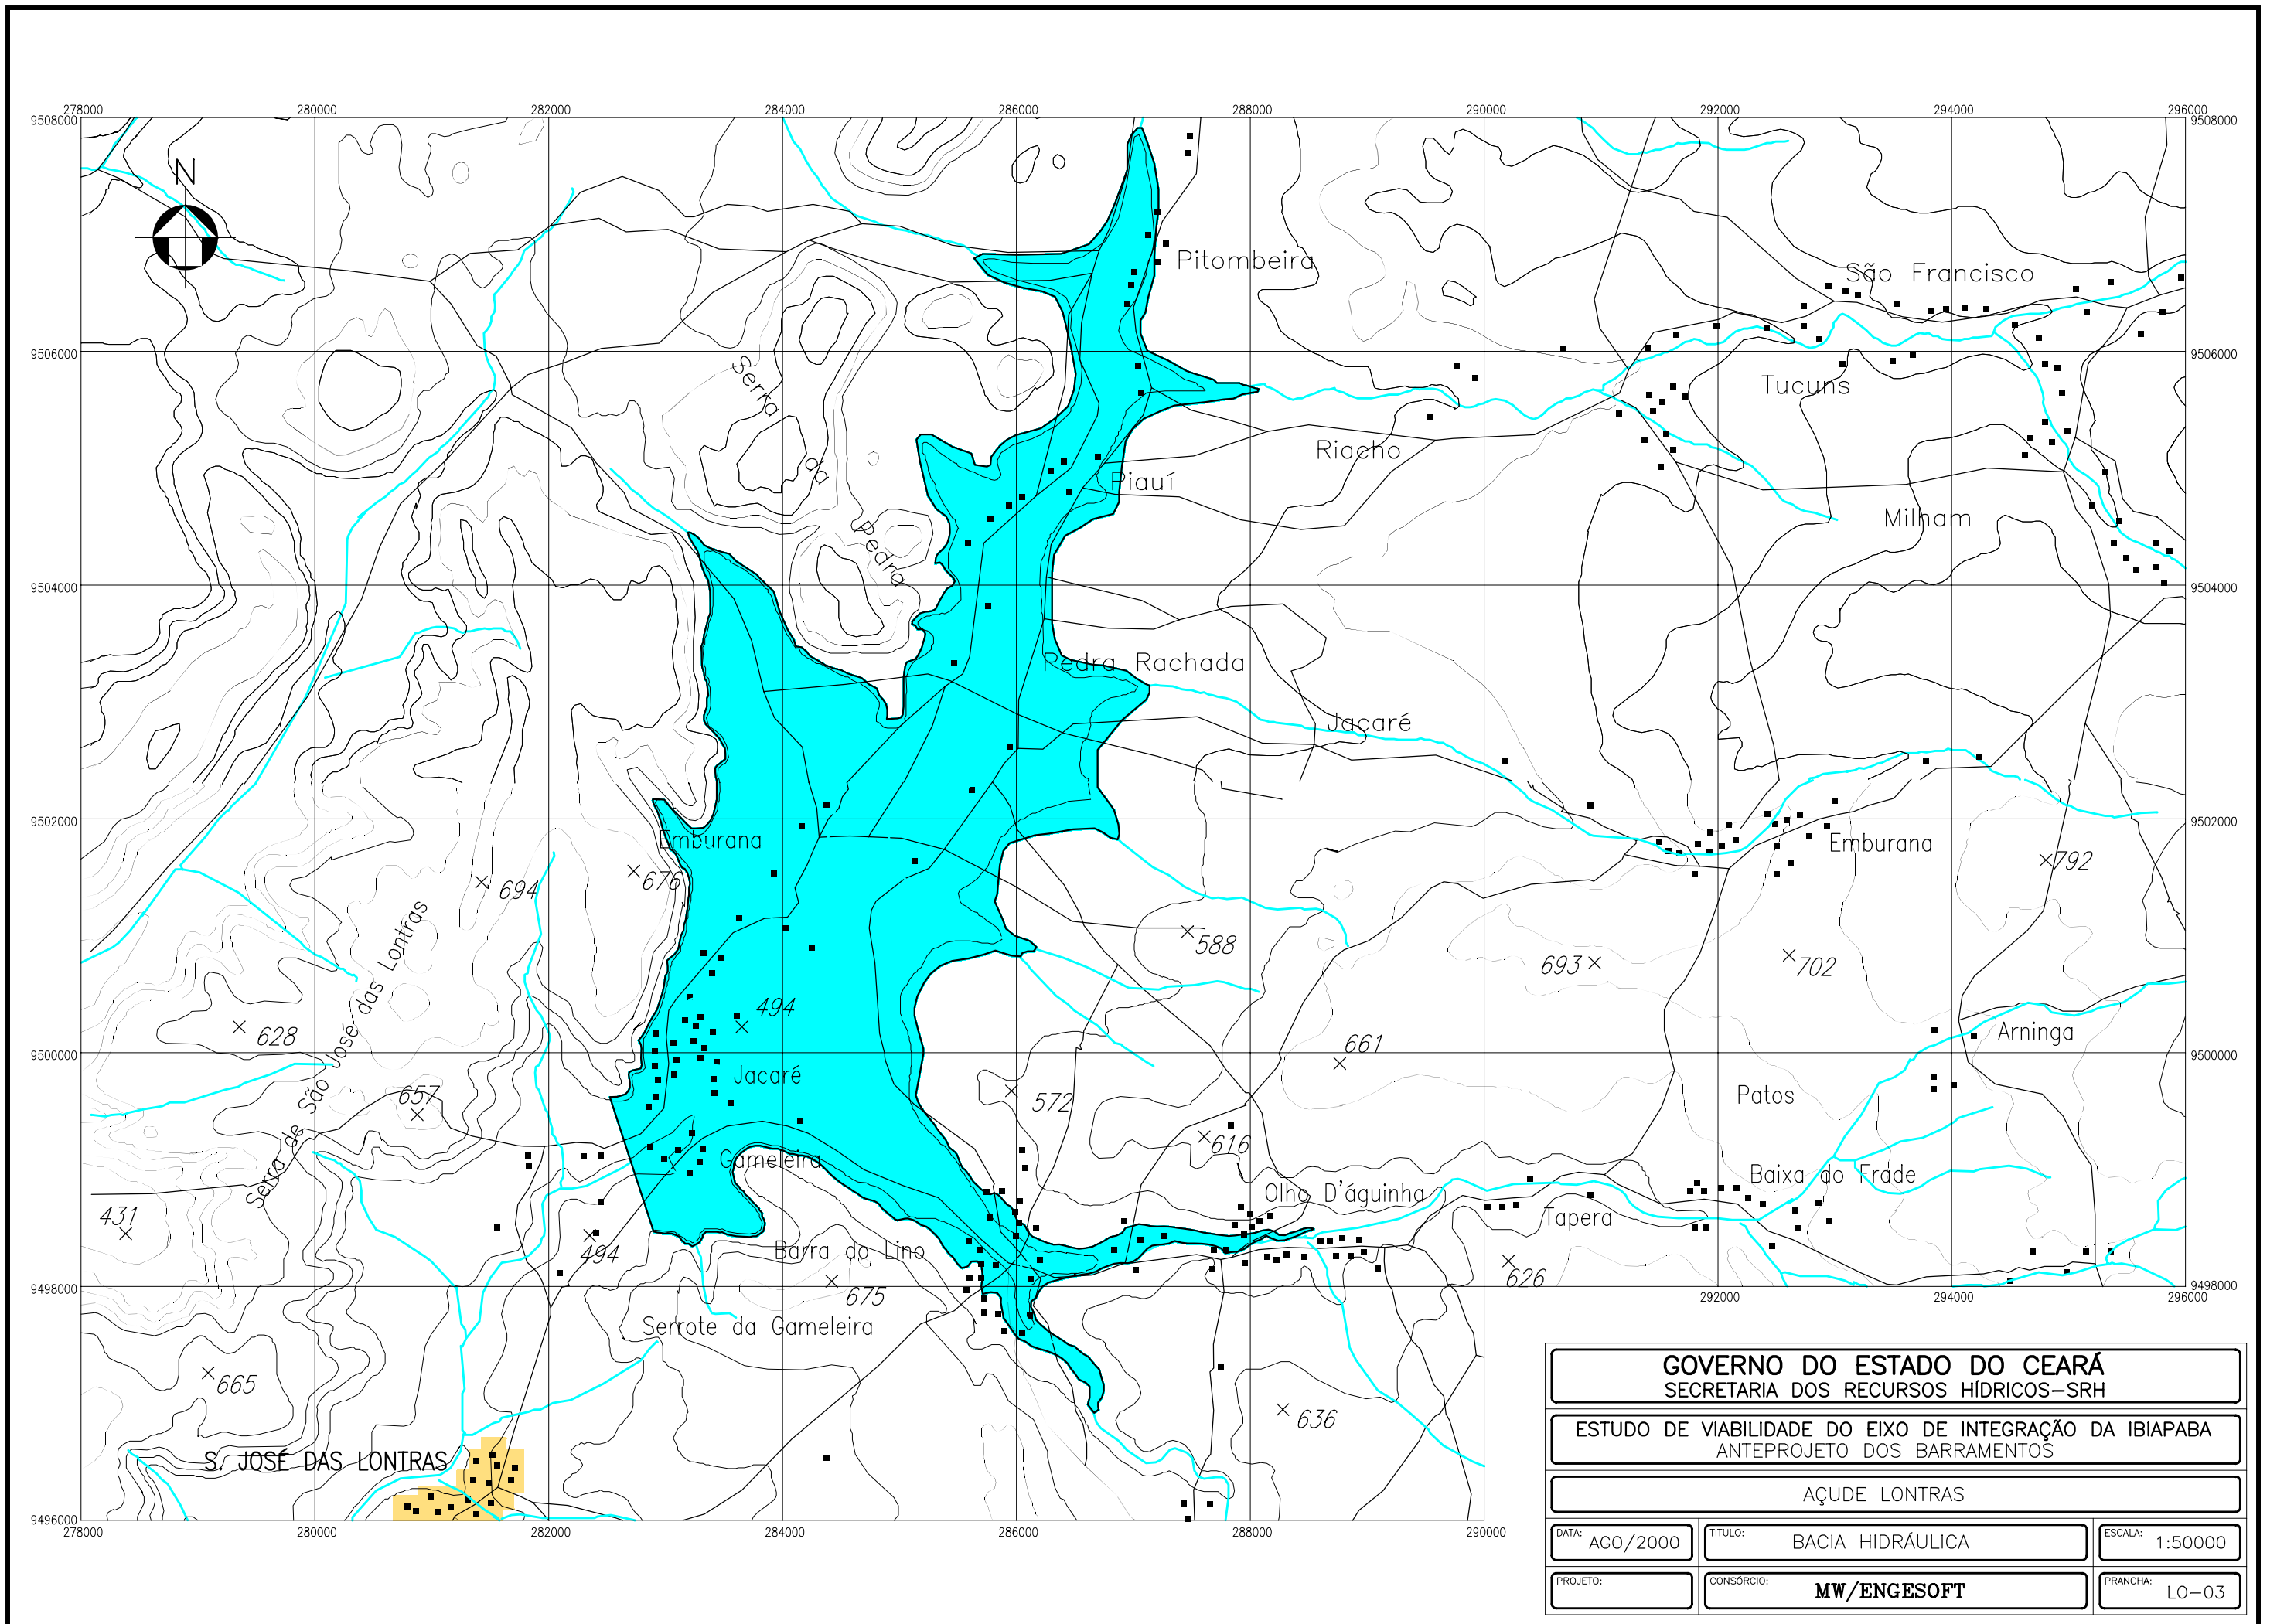 278000 280000 282000 284000 286000 288000 290000 292000 294000 296000
9508000 9508000
N
Pitombeira
São Francisco
9506000 9506000
Serra da Pedra
Tucuns
Riacho
Piauí
Milham
9504000 9504000
Pedra Rachada
Jacaré
9502000 9502000
Emburana
Emburana
792
694
676
588
693
702
Serra de São José das Lontras
628
494
661
Arninga
9500000 9500000
Jacaré
657
572
Patos
616
Gameleira
Baixa do Frade
Olho D'águinha
431
Tapera
494
Barra do Lino
626
9498000 9498000
675
292000 294000 296000
Serrote da Gameleira
665
636
S. JOSÉ DAS LONTRAS
9496000
278000 280000 282000 284000 286000 288000 290000
GOVERNO DO ESTADO DO CEARÁ
SECRETARIA DOS RECURSOS HÍDRICOS-SRH
ESTUDO DE VIABILIDADE DO EIXO DE INTEGRAÇÃO DA IBIAPABA
ANTEPROJETO DOS BARRAMENTOS
AÇUDE LONTRAS
DATA: AGO/2000
TITULO: BACIA HIDRÁULICA
ESCALA: 1:50000
PROJETO:
CONSÓRCIO: MW/ENGESOFT
PRANCHA: LO-03